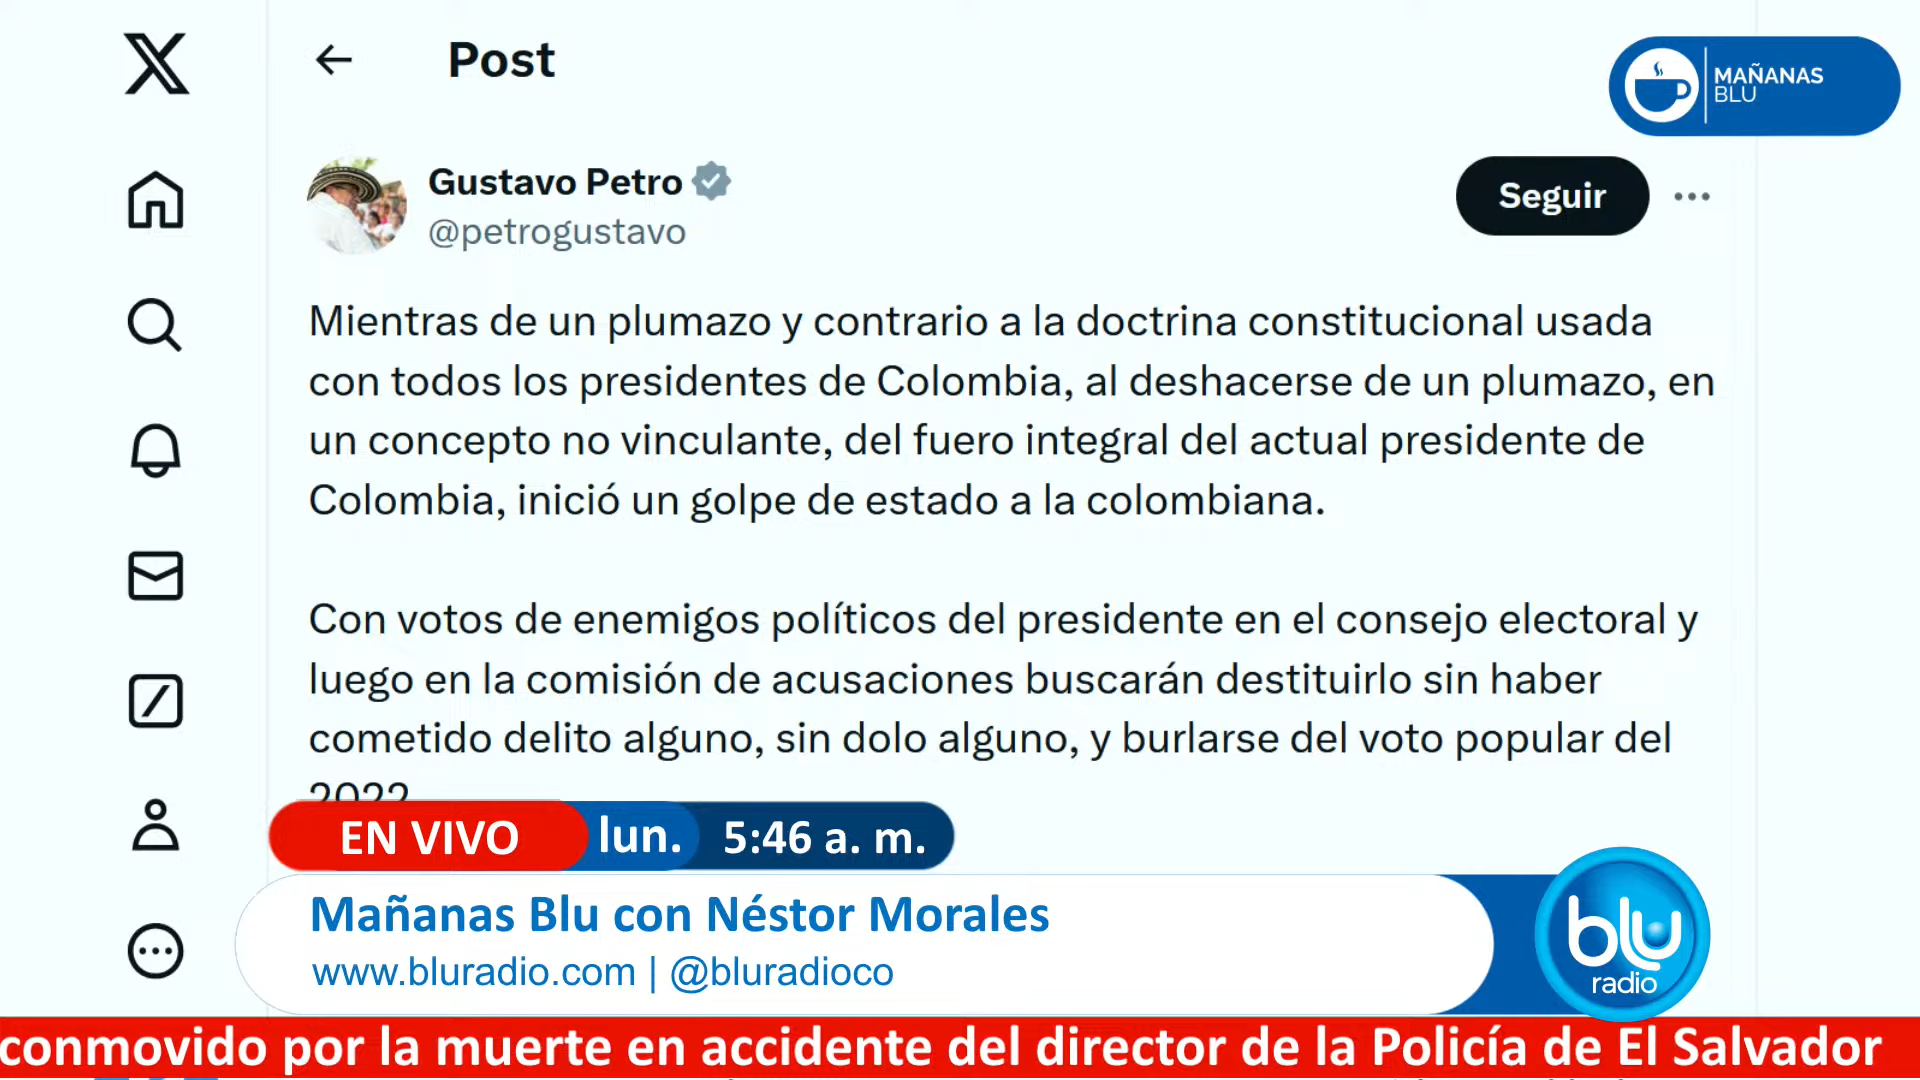 Post
MAÑANAS
BLU
Gustavo Petro
@petrogustavo
Seguir
Mientras de un plumazo y contrario a la doctrina constitucional usada
con todos los presidentes de Colombia, al deshacerse de un plumazo, en
un concepto no vinculante, del fuero integral del actual presidente de
Colombia, inició un golpe de estado a la colombiana.
Con votos de enemigos políticos del presidente en el consejo electoral y
luego en la comisión de acusaciones buscarán destituirlo sin haber
cometido delito alguno, sin dolo alguno, y burlarse del voto popular del
2022
EN VIVO lun. 5:46 a. m.
Mañanas Blu con Néstor Morales
www.bluradio.com | @bluradioco
blu
radio
conmovido por la muerte en accidente del director de la Policía de El Salvador